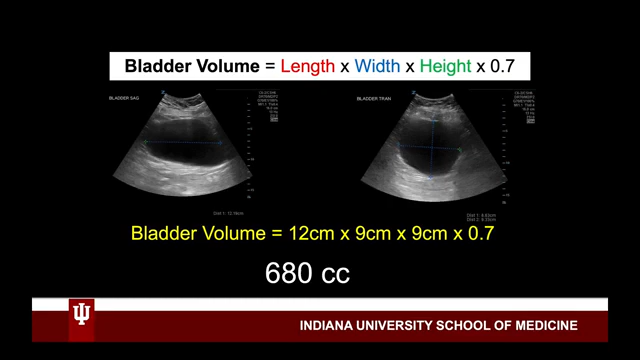 Bladder Volume = Length x Width x Height x 0.7
BLADDER SAG
BLADDER TRAN
Bladder Volume = 12cm x 9cm x 9cm x 0.7
680 cc
INDIANA UNIVERSITY SCHOOL OF MEDICINE